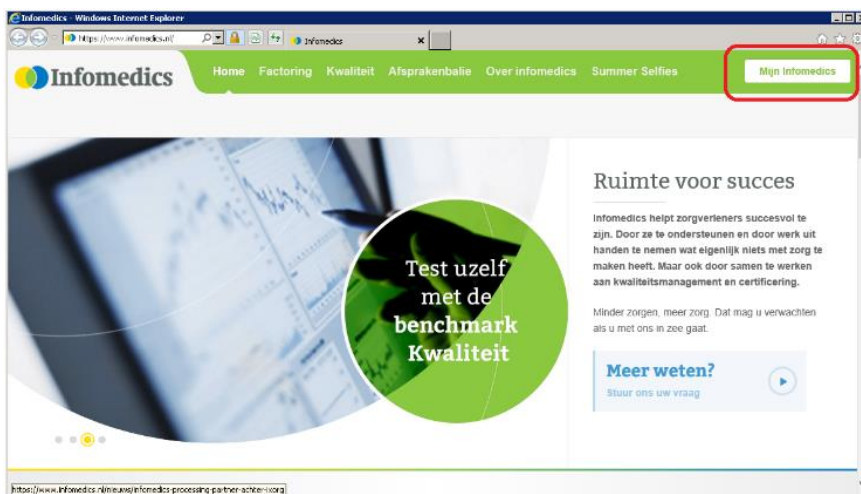 Infomedics - Windows Internet Explorer
https://www.infomedics.nl/
Infomedics
Infomedics
Home Factoring Kwaliteit Afsprakenbalie Over infomedics Summer Selfies
Mijn Infomedics
Test uzelf
met de
benchmark
Kwaliteit
Ruimte voor succes
Infomedics helpt zorgverleners succesvol te
zijn. Door ze te ondersteunen en door werk uit
handen te nemen wat eigenlijk niets met zorg te
maken heeft. Maar ook door samen te werken
aan kwaliteitsmanagement en certificering.
Minder zorgen, meer zorg. Dat mag u verwachten
als u met ons in zee gaat.
Meer weten?
Stuur ons uw vraag
https://www.infomedics.nl/nieuws/infomedics-processing-partner-achter-ixorg